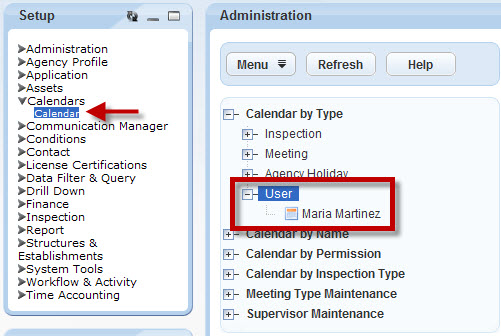 Setup
Administration
Agency Profile
Application
Assets
Calendars
Calendar
Communication Manager
Conditions
Contact
License Certifications
Data Filter & Query
Drill Down
Finance
Inspection
Report
Structures &
Establishments
System Tools
Workflow & Activity
Time Accounting
Administration
Menu
Refresh
Help
Calendar by Type
Inspection
Meeting
Agency Holiday
User
Maria Martinez
Calendar by Name
Calendar by Permission
Calendar by Inspection Type
Meeting Type Maintenance
Supervisor Maintenance